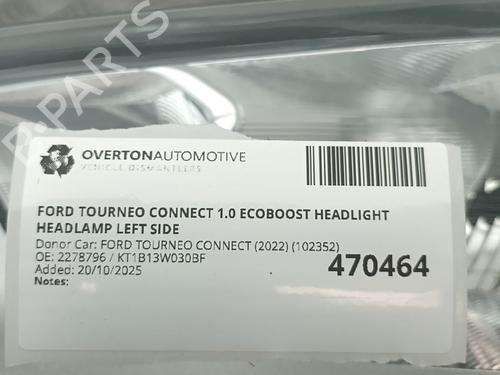 B-PARTS
OVERTONAUTOMOTIVE
VEHICLE DISMANTLERS
FORD TOURNEO CONNECT 1.0 ECOBOOST HEADLIGHT
HEADLAMP LEFT SIDE
Donor Car: FORD TOURNEO CONNECT (2022) (102352)
OE: 2278796 / KT1B13W030BF
Added: 20/10/2025
Notes:
470464